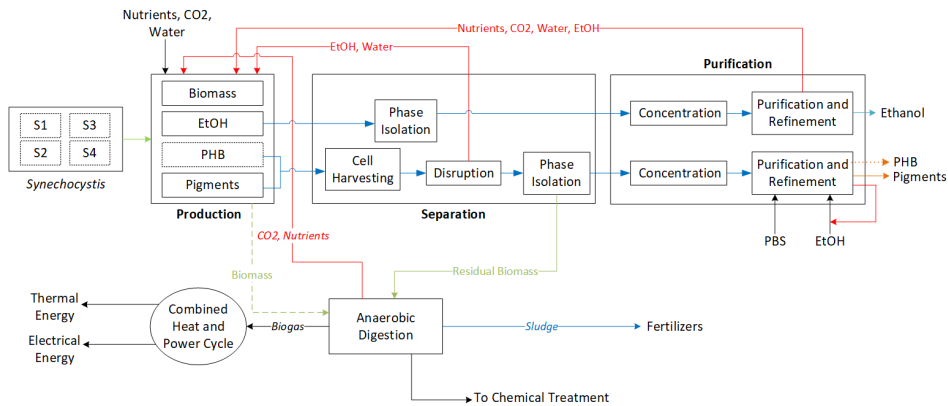 Nutrients, CO2,
Water
Nutrients, CO2, Water, EtOH
EtOH, Water
Purification
Biomass
EtOH
PHB
Pigments
Production
S1
S3
S2
S4
Synechocystis
Phase
Isolation
Cell
Harvesting
Disruption
Phase
Isolation
Separation
Concentration
Purification and
Refinement
Ethanol
Concentration
Purification and
Refinement
PHB
Pigments
PBS
EtOH
CO2, Nutrients
Biomass
Residual Biomass
Thermal
Energy
Electrical
Energy
Combined
Heat and
Power Cycle
Biogas
Anaerobic
Digestion
Sludge
Fertilizers
To Chemical Treatment